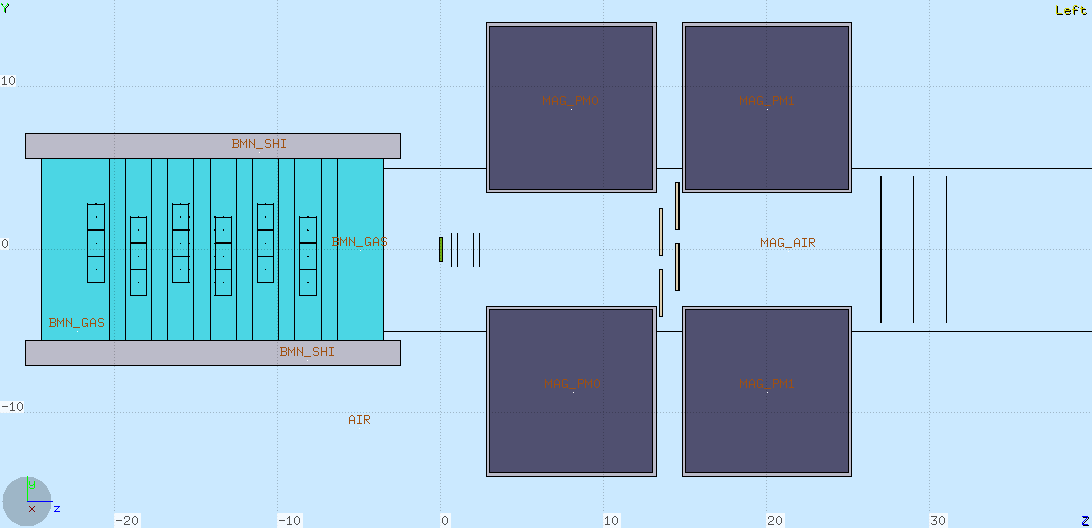 Y
Left
10
MAG_PM0 MAG_PM1
BMN_SHI
0
BMN_GAS
MAG_AIR
BMN_GAS
BMN_SHI
MAG_PM0 MAG_PM1
-10
AIR
y
x z
-20 -10 0 10 20 30 Z